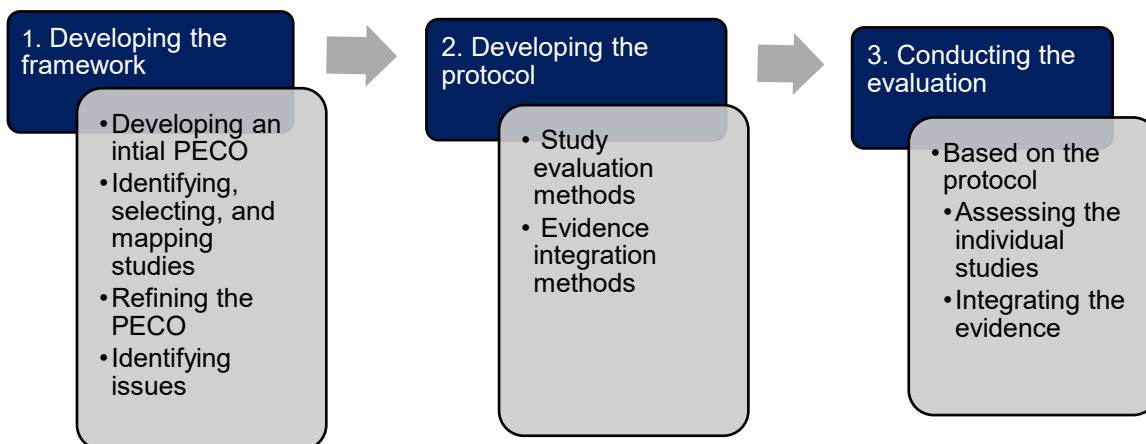 1. Developing the
framework
•Developing an
intial PECO
•Identifying,
selecting, and
mapping
studies
•Refining the
PECO
•Identifying
issues
2. Developing the
protocol
• Study
evaluation
methods
• Evidence
integration
methods
3. Conducting the
evaluation
•Based on the
protocol
•Assessing the
individual
studies
•Integrating the
evidence